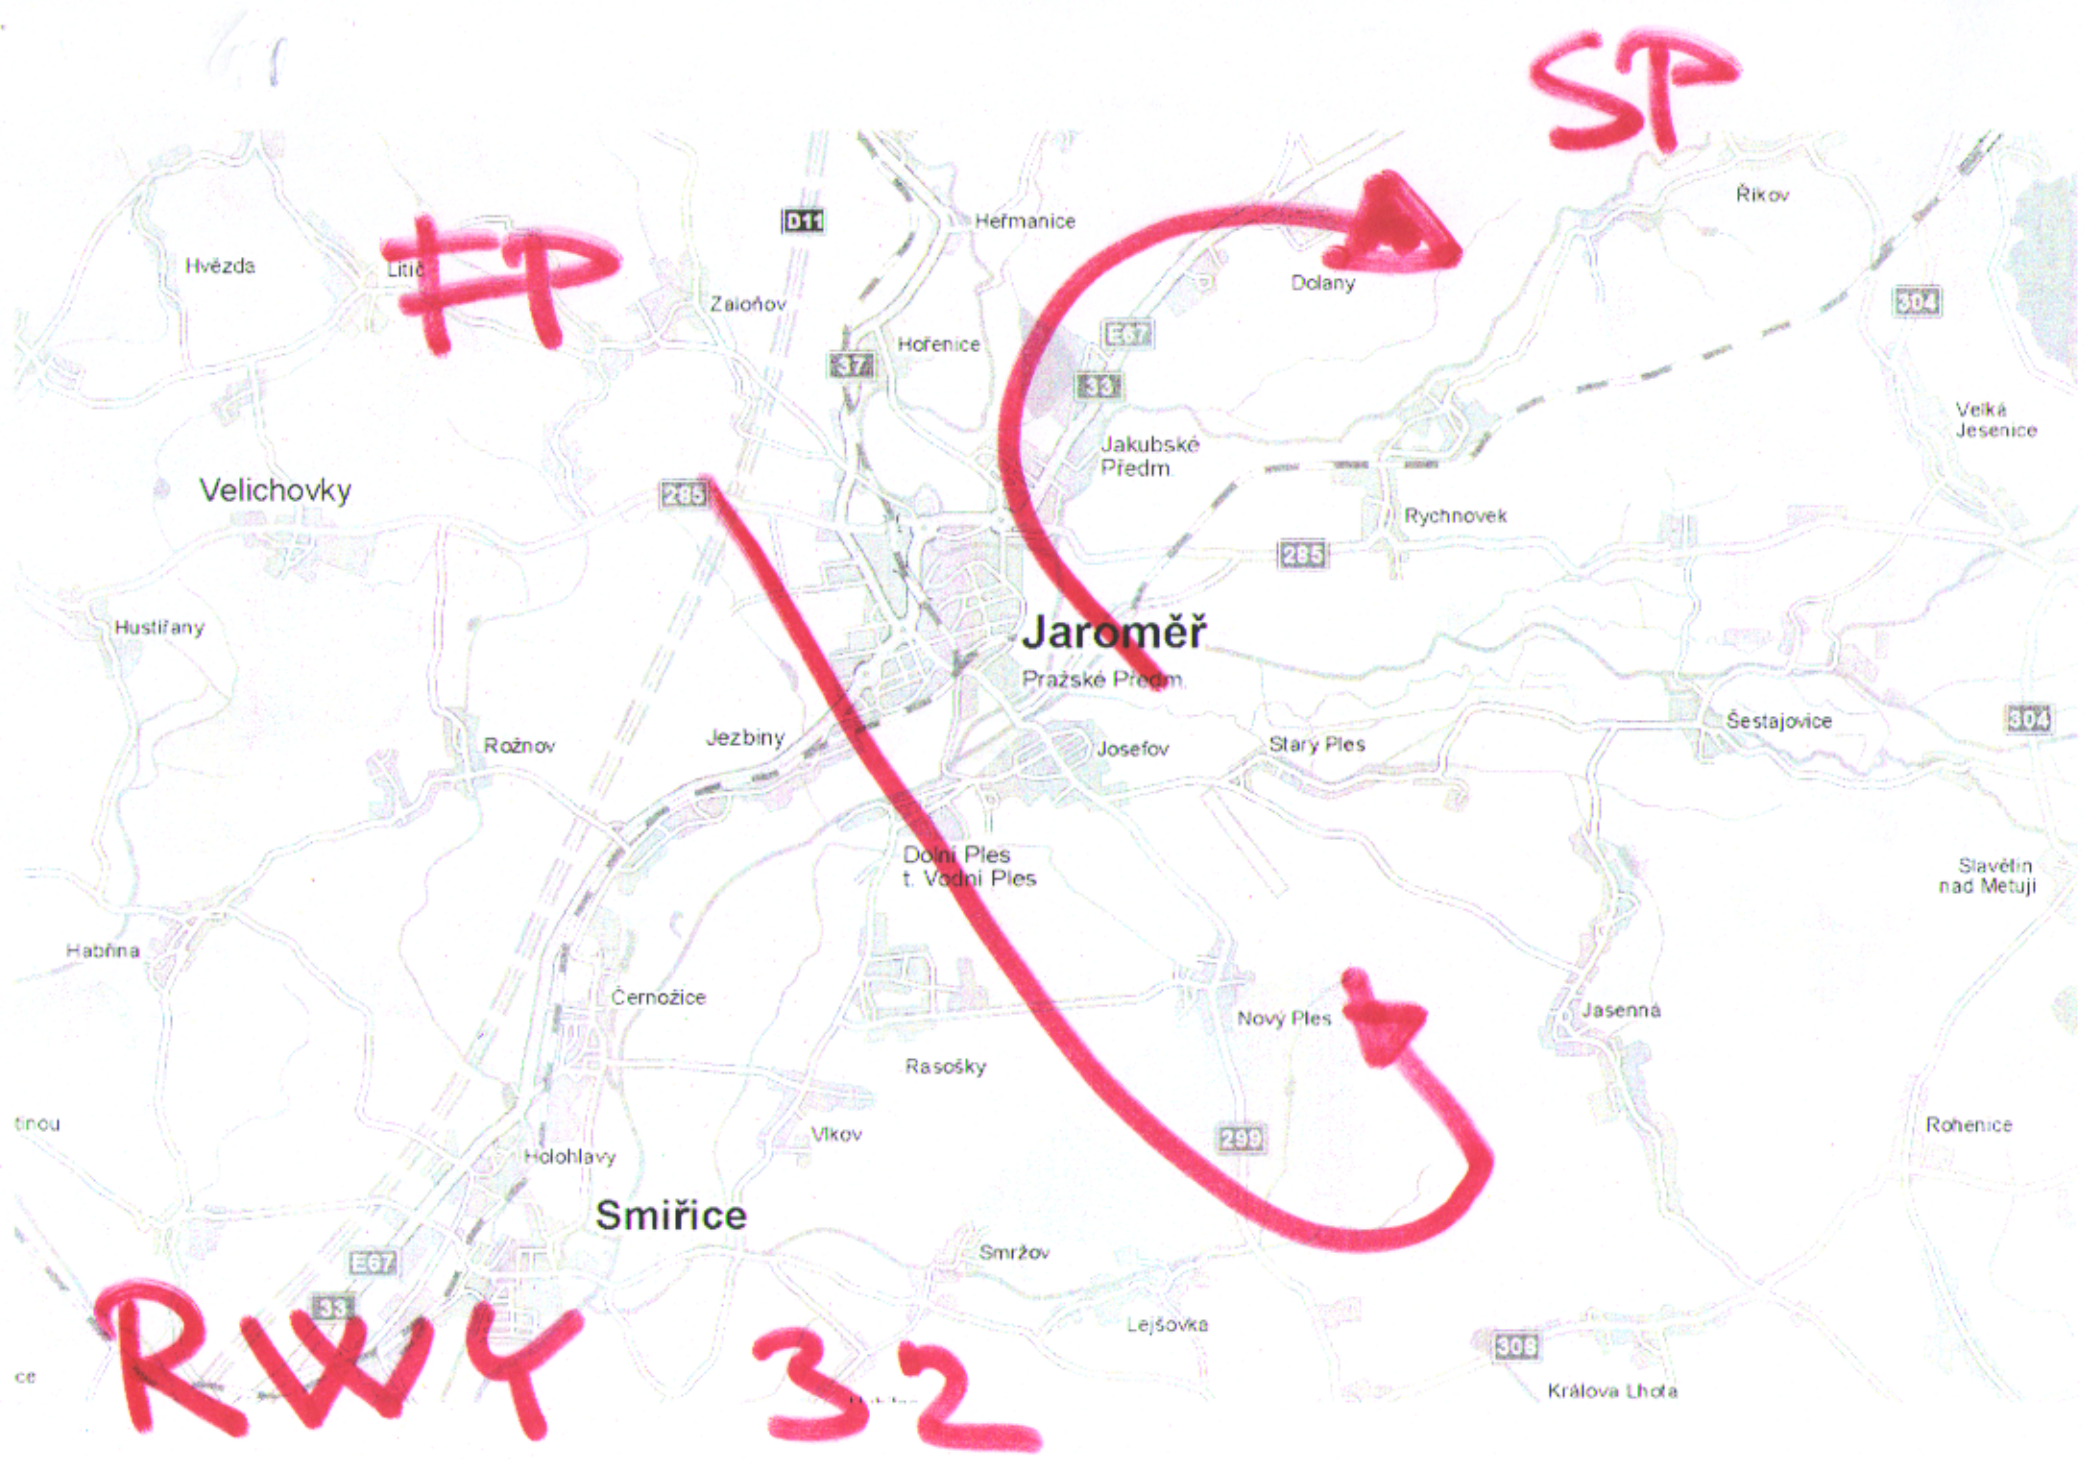 SP
Říkov
D11
Heřmanice
Hvězda
Litíč
FP
Dolany
Zaloňov
304
E67
Hořenice
37
33
Velká
Jesenice
Jakubské
Předm.
Velichovky
285
Rychnovek
285
Hustířany
Jaroměř
Pražské Předm.
Šestajovice
304
Rožnov
Jezbiny
Josefov
Starý Ples
Dolní Ples
t. Vodní Ples
Slavětín
nad Metují
Habřina
Černožice
Nový Ples
Jasenná
Rasošky
tinou
Vlkov
299
Rohenice
Holohlavy
Smiřice
E67
Smržov
33
Lejšovka
308
RWY 32
ce
Králova Lhota